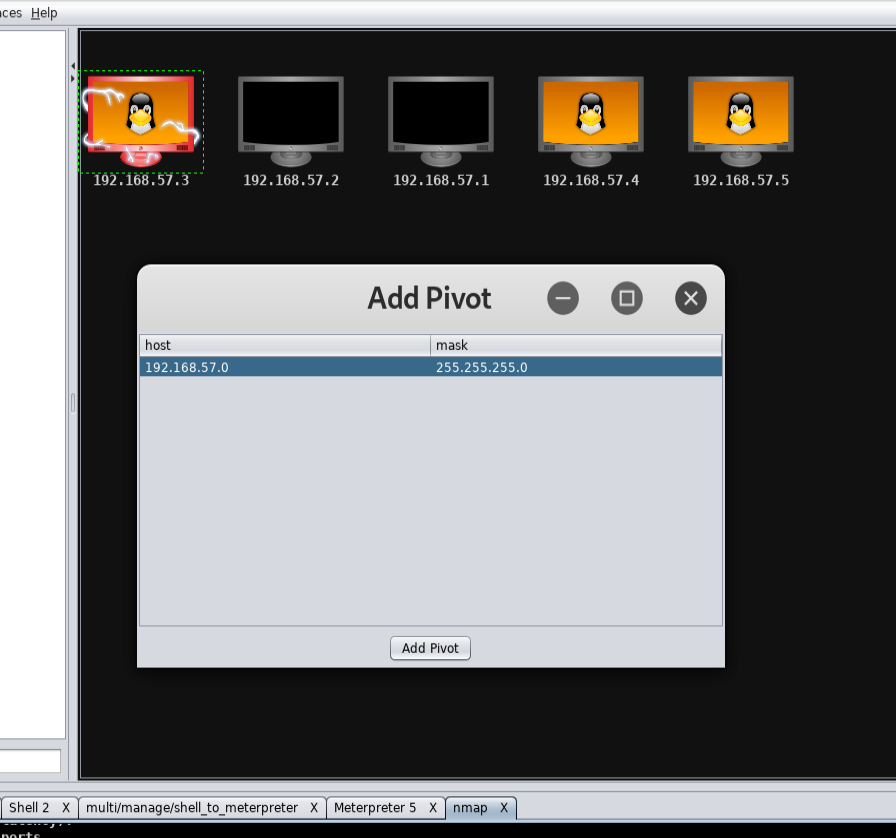 Help
192.168.57.3 192.168.57.2 192.168.57.1 192.168.57.4 192.168.57.5
Add Pivot
host mask
192.168.57.0 255.255.255.0
Add Pivot
Shell 2 X multi/manage/shell_to_meterpreter X Meterpreter 5 X nmap X
ports